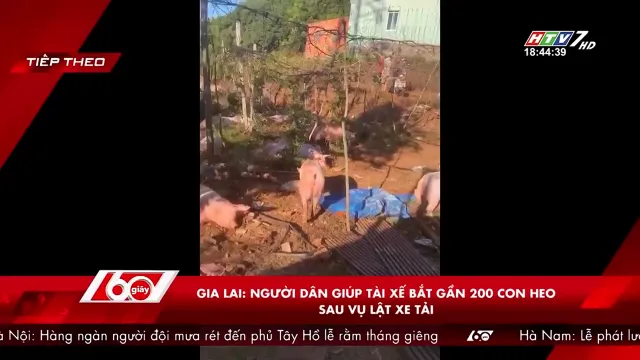 TIẾP THEO
HTV7 HD
18:44:39
60 giây
GIA LAI: NGƯỜI DÂN GIÚP TÀI XẾ BẮT GẦN 200 CON HEO
SAU VỤ LẬT XE TẢI
à Nội: Hàng ngàn người đội mưa rét đến phủ Tây Hồ lễ rằm tháng giêng 60 Hà Nam: Lễ phát lư